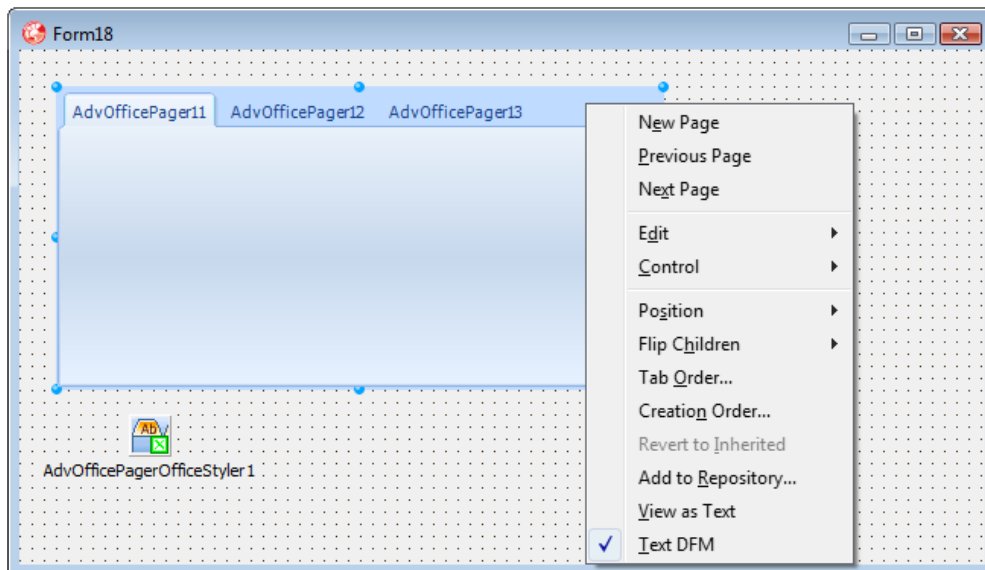 Form18
AdvOfficePager11 AdvOfficePager12 AdvOfficePager13
New Page
Previous Page
Next Page
Edit
Control
Position
Flip Children
Tab Order...
Creation Order...
Revert to Inherited
Add to Repository...
View as Text
Text DFM
Ab
AdvOfficePagerOfficeStyler1